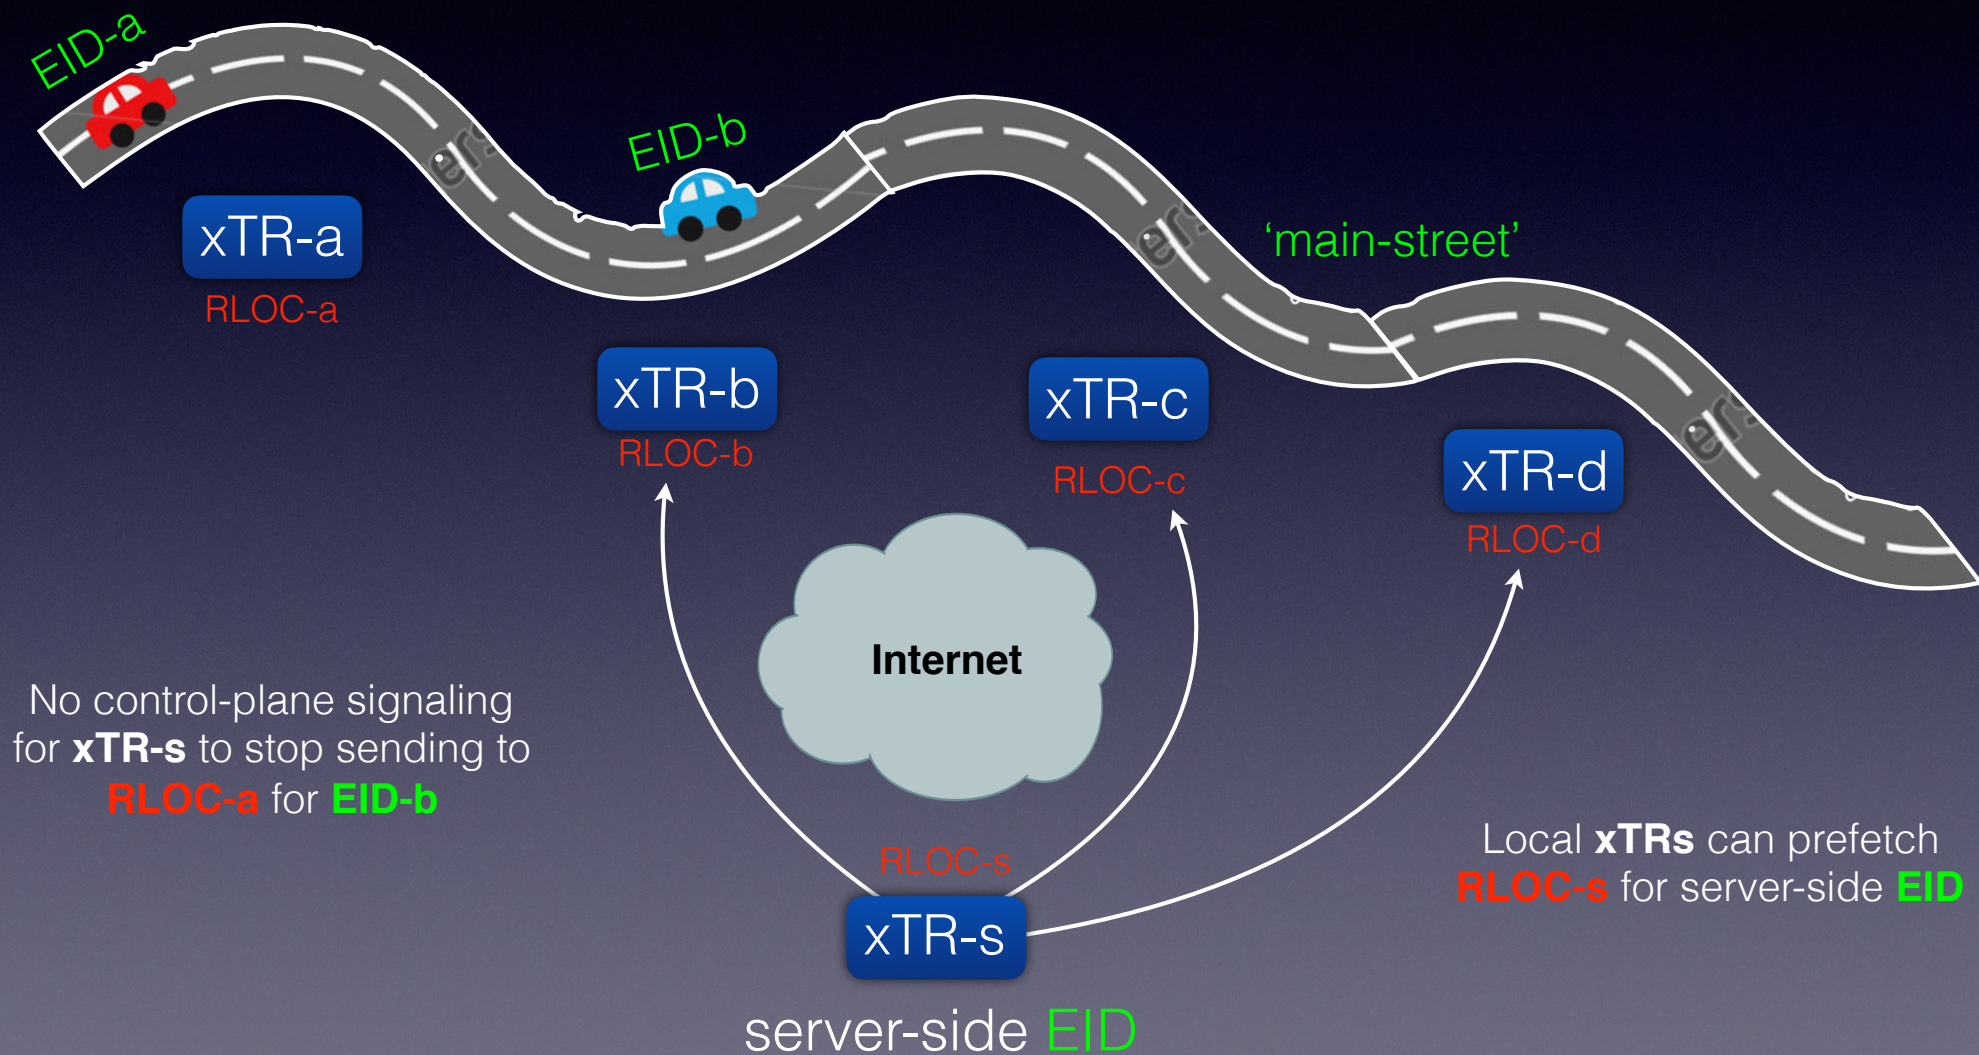 EID-a
EID-b
xTR-a
RLOC-a
'main-street'
xTR-b
RLOC-b
xTR-c
RLOC-c
xTR-d
RLOC-d
Internet
No control-plane signaling
for xTR-s to stop sending to
RLOC-a for EID-b
Local xTRs can prefetch
RLOC-s for server-side EID
RLOC-s
xTR-s
server-side EID